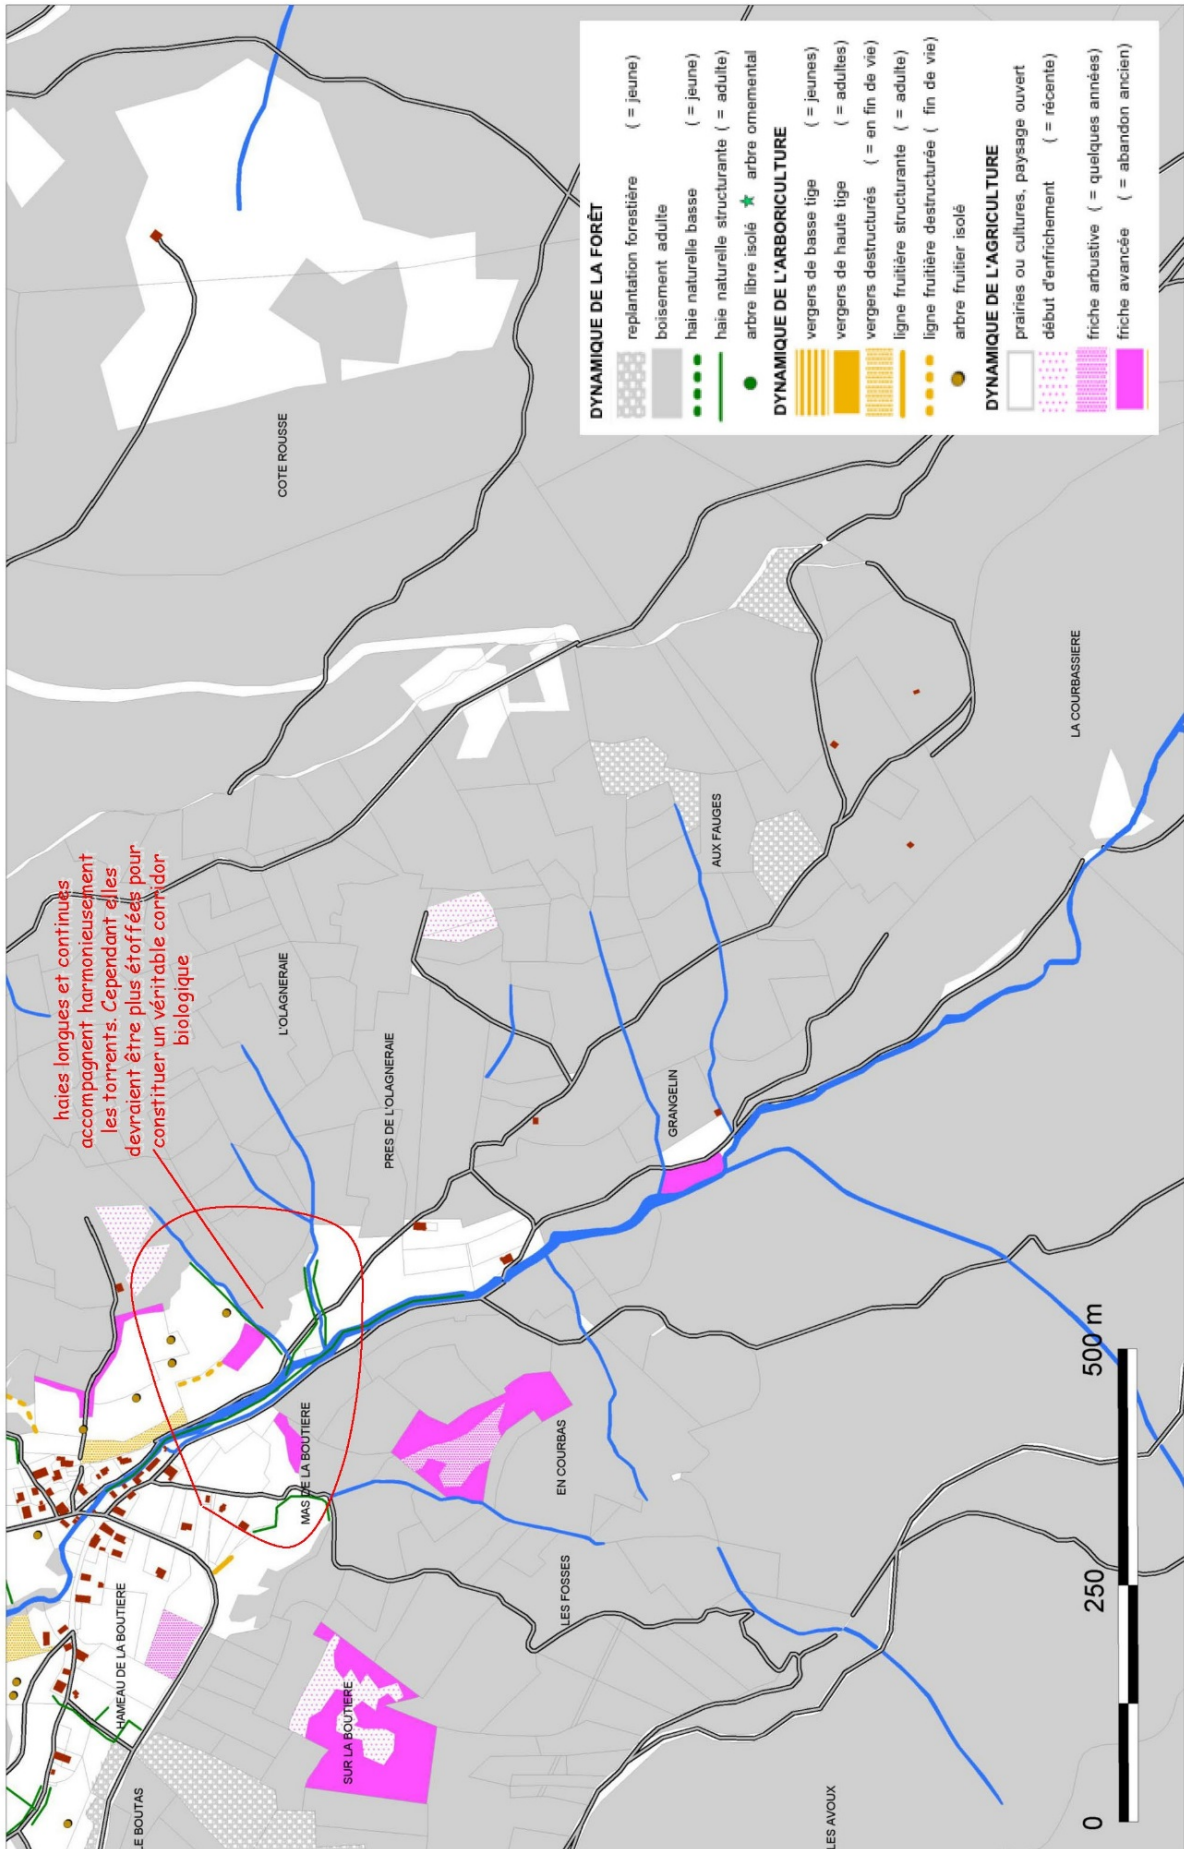 haies longues et continues
accompagnent harmonieusement
les torrents. Cependant elles
devraient être plus étoffées pour
constituer un véritable corridor
biologique
COTE ROUSSE
L'OLAGNERAIE
PRES DE L'OLAGNERAIE
AUX FAUGES
GRANGELIN
LA COURBASSIERE
MAS DE LA BOUTIERE
EN COURBAS
HAMEAU DE LA BOUTIERE
LES FOSSES
SUR LA BOUTIERE
LE BOUTAS
LES AVOUX
0 250 500 m
DYNAMIQUE DE LA FORÊT
replantation forestière ( = jeune)
boisement adulte
haie naturelle basse ( = jeune)
haie naturelle structurante ( = adulte)
arbre libre isolé arbre ornemental
DYNAMIQUE DE L'ARBORICULTURE
vergers de basse tige ( = jeunes)
vergers de haute tige ( = adultes)
vergers destructurés ( = en fin de vie)
ligne fruitière structurante ( = adulte)
ligne fruitière destructurée ( fin de vie)
arbre fruitier isolé
DYNAMIQUE DE L'AGRICULTURE
prairies ou cultures, paysage ouvert
début d'enfrichement ( = récente)
friche arbustive ( = quelques années)
friche avancée ( = abandon ancien)